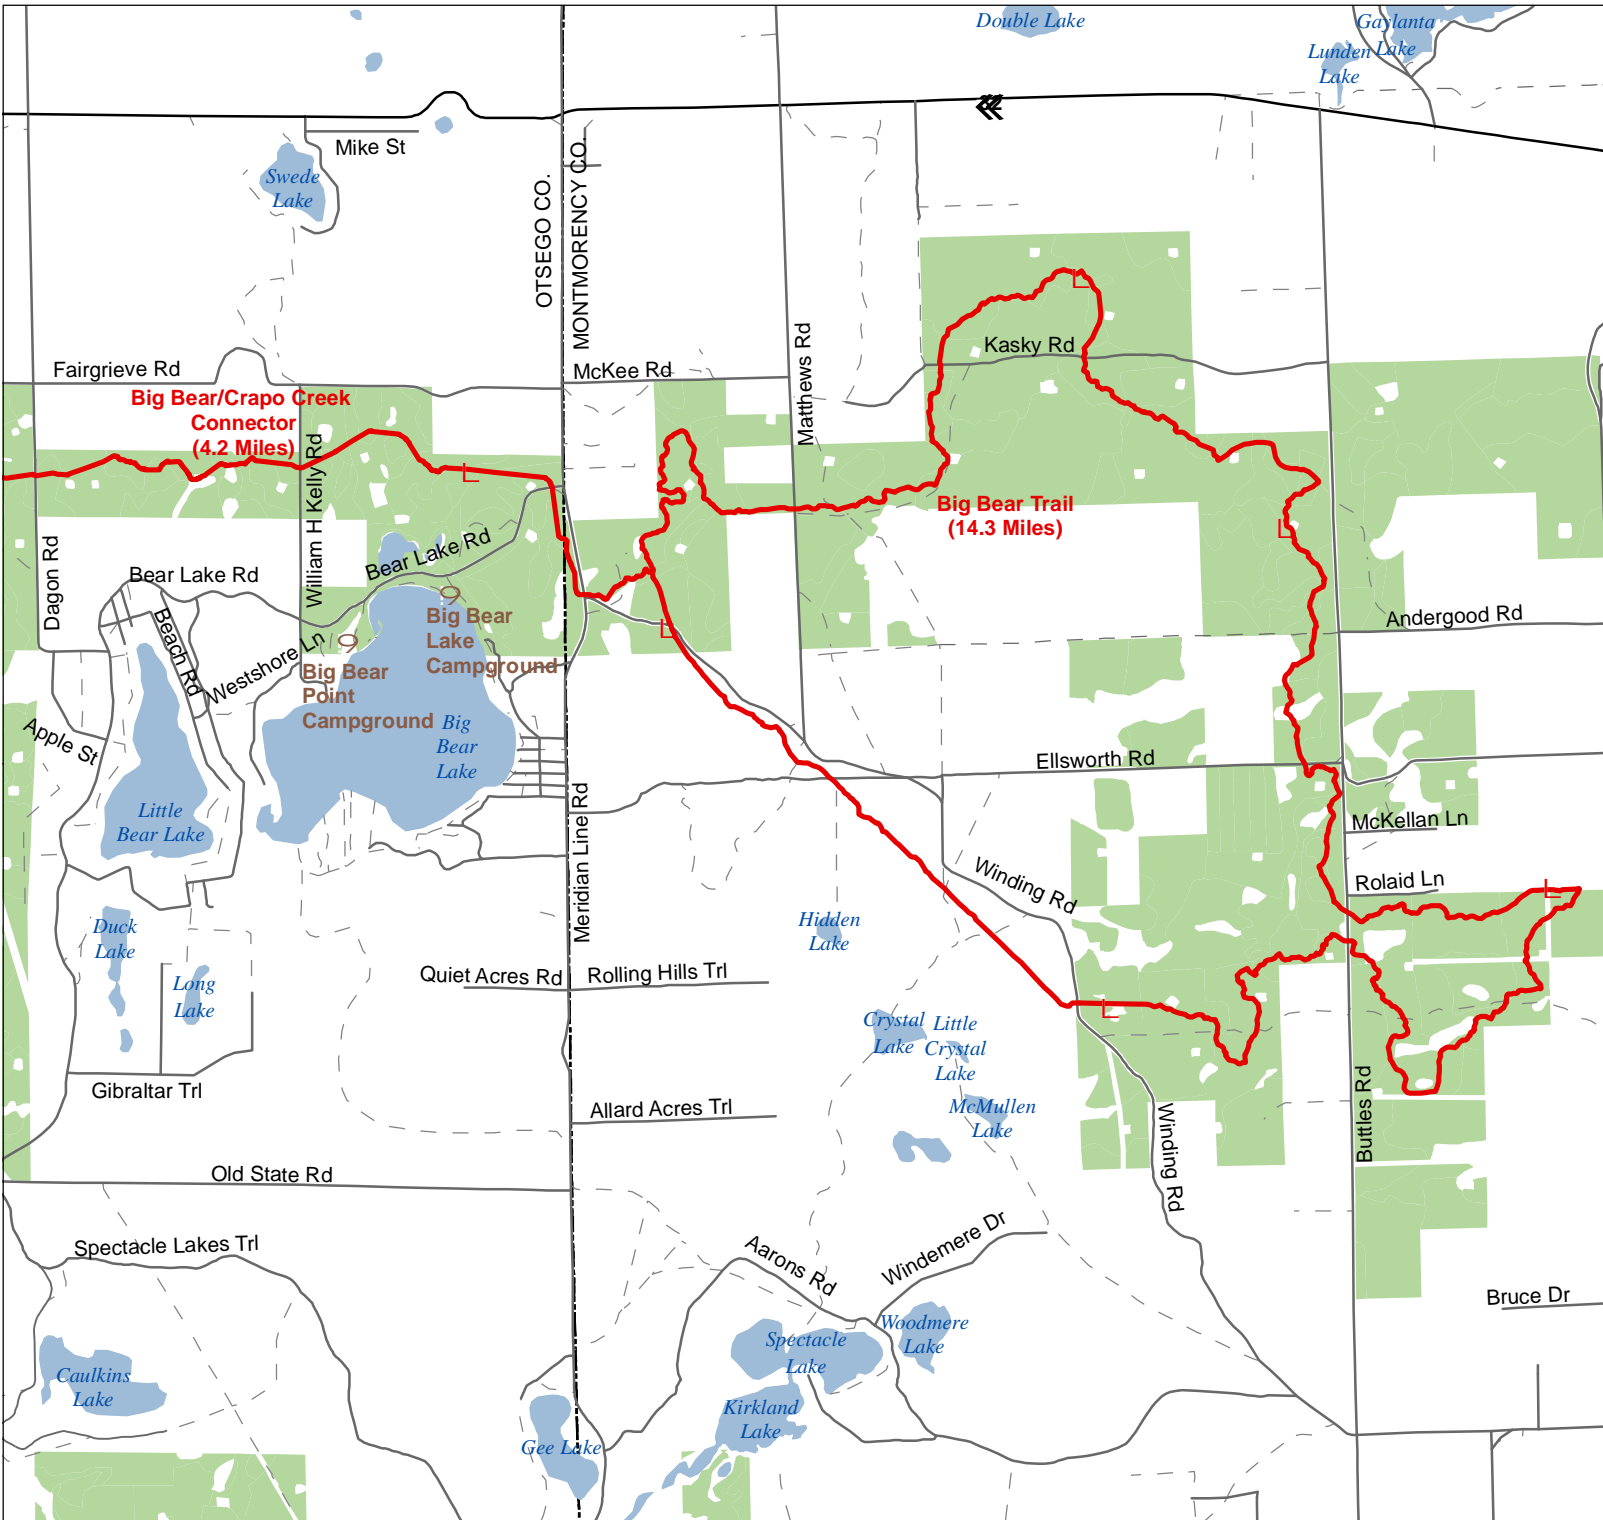 Double Lake
Gaylanta
Lake
Lunden
Lake
Mike St
Swede
Lake
OTSEGO CO.
MONTMORENCY CO.
Fairgrieve Rd
McKee Rd
Matthews Rd
Kasky Rd
Big Bear/Crapo Creek
Connector
(4.2 Miles)
William H Kelly Rd
Big Bear Trail
(14.3 Miles)
Dagon Rd
Bear Lake Rd
Bear Lake Rd
Beach Rd
Westshore Ln
Big Bear
Lake
Campground
Big Bear
Point
Campground
Andergood Rd
Apple St
Big
Bear
Lake
Ellsworth Rd
Little
Bear Lake
Meridian Line Rd
McKellan Ln
Winding Rd
Rolaid Ln
Duck
Lake
Hidden
Lake
Long
Lake
Quiet Acres Rd
Rolling Hills Trl
Crystal
Lake
Little
Crystal
Lake
Gibraltar Trl
McMullen
Lake
Allard Acres Trl
Winding Rd
Buttles Rd
Old State Rd
Spectacle Lakes Trl
Aarons Rd
Windemere Dr
Bruce Dr
Woodmere
Lake
Spectacle
Lake
Caulkins
Lake
Kirkland
Lake
Gee Lake